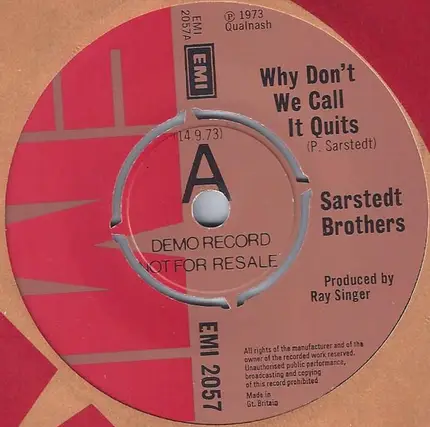 EMI
2057A
℗ 1973
Qualnash
EMI
Why Don't
We Call
It Quits
(P. Sarstedt)
(14.9.73)
A
Sarstedt
Brothers
DEMO RECORD
NOT FOR RESALE
Produced by
Ray Singer
EMI 2057
All rights of the manufacturer and of the
owner of the recorded work reserved.
Unauthorised public performance,
broadcasting and copying
of this record prohibited
Made in
Gt. Britain
EMI